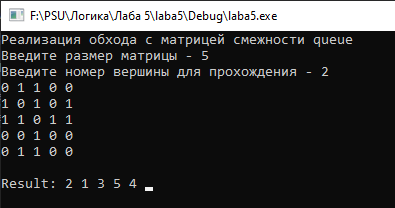 F:\PSU\Логика\Лаба 5\laba5\Debug\laba5.exe
Реализация обхода с матрицей смежности queue
Введите размер матрицы - 5
Введите номер вершины для прохождения - 2
0 1 1 0 0
1 0 1 0 1
1 1 0 1 1
0 0 1 0 0
0 1 1 0 0
Result: 2 1 3 5 4